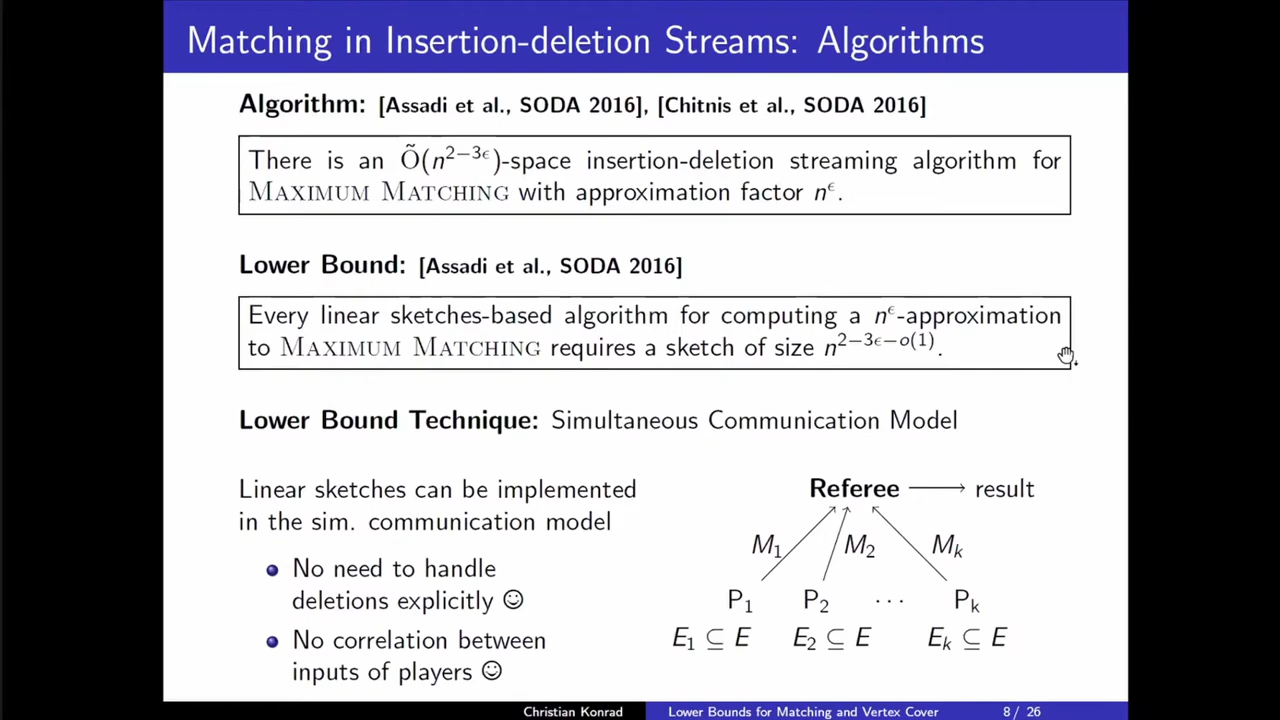 Matching in Insertion-deletion Streams: Algorithms
Algorithm: [Assadi et al., SODA 2016], [Chitnis et al., SODA 2016]
There is an Õ(n^{2−3ϵ})-space insertion-deletion streaming algorithm for
MAXIMUM MATCHING with approximation factor n^ϵ.
Lower Bound: [Assadi et al., SODA 2016]
Every linear sketches-based algorithm for computing a n^ϵ-approximation
to MAXIMUM MATCHING requires a sketch of size n^{2−3ϵ−o(1)}.
Lower Bound Technique: Simultaneous Communication Model
Linear sketches can be implemented
in the sim. communication model
No need to handle
deletions explicitly ☺
No correlation between
inputs of players ☺
Referee → result
M_1 M_2 M_k
P_1 P_2 ··· P_k
E_1 ⊆ E E_2 ⊆ E E_k ⊆ E
Christian Konrad Lower Bounds for Matching and Vertex Cover 8 / 26